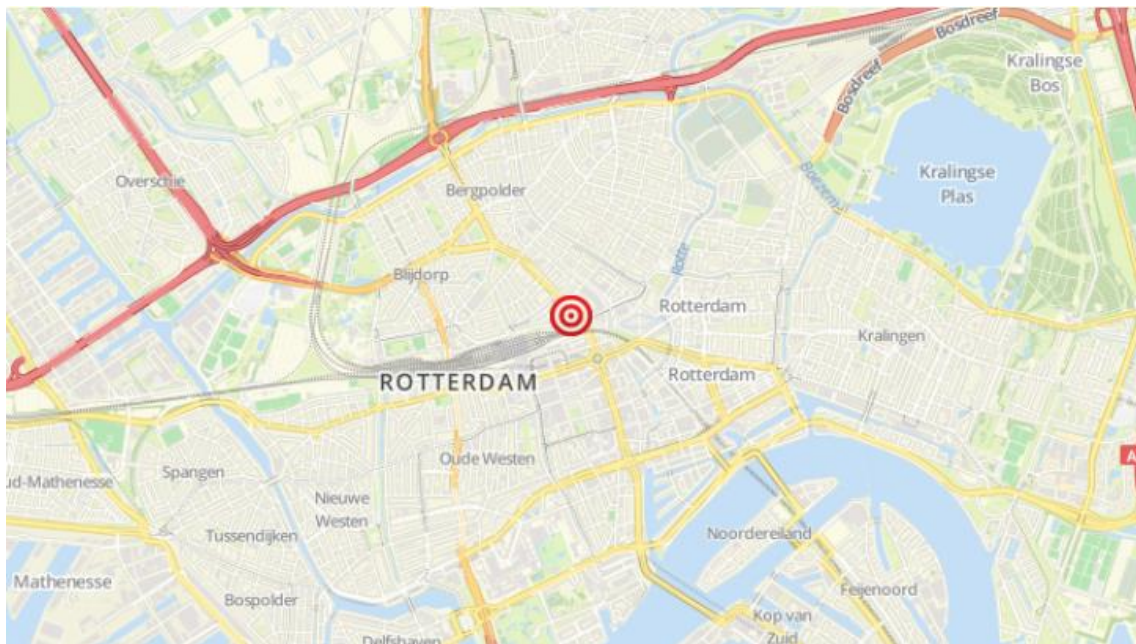 Bosdreef
Bosdreef
Bosdreef
Kralingse
Bos
Overschie
Bergpolder
Kralingse
Plas
Boezem
Rotte
Blijdorp
Rotterdam
Kralingen
ROTTERDAM
Rotterdam
Oude Westen
Spangen
ud-Mathenesse
Nieuwe
Westen
A
Tussendijken
Noordereiland
Mathenesse
Bospolder
Feijenoord
Kop van
Zuid
Delfshaven